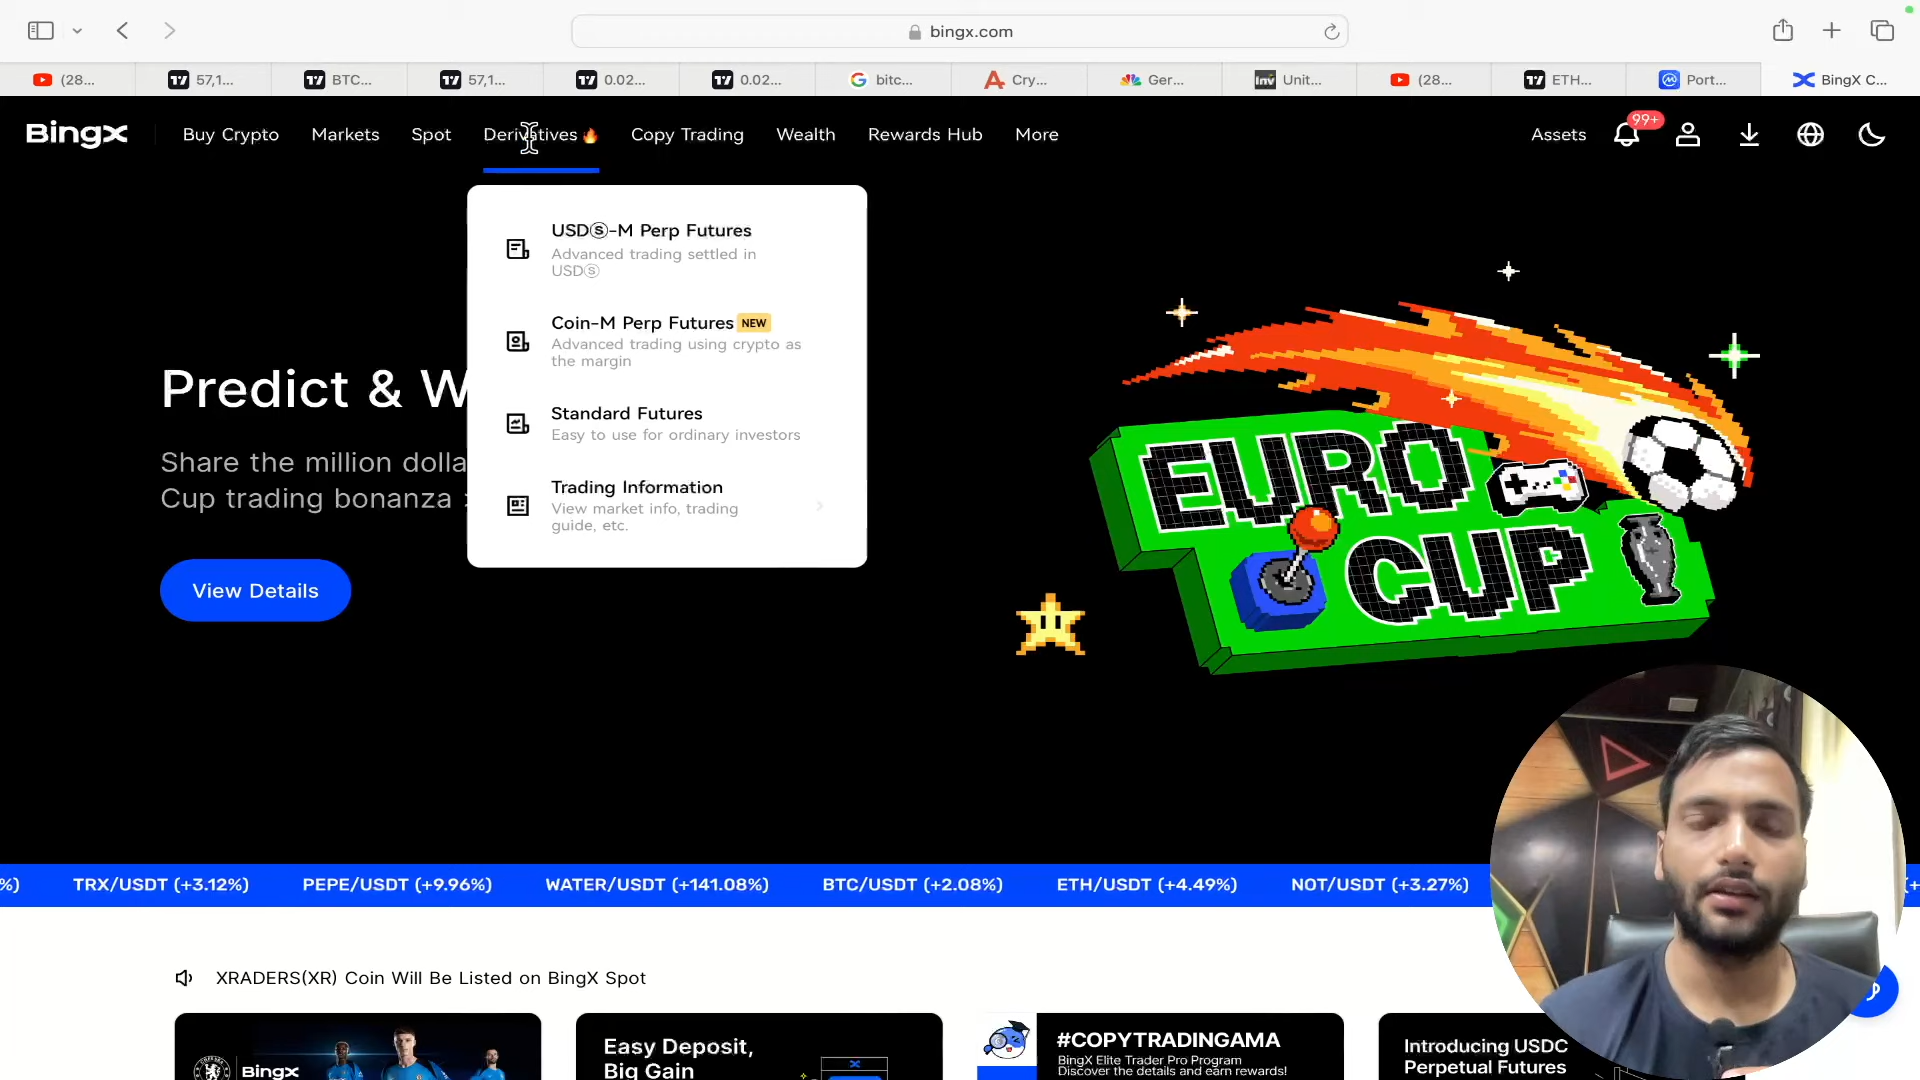 bingx.com
(28...
57,1...
BTC...
57,1...
0.02...
0.02...
bitc...
Cry...
Ger...
Inv
Unit...
(28...
ETH...
Port...
BingX C...
BingX
Buy Crypto
Markets
Spot
Derivatives
Copy Trading
Wealth
Rewards Hub
More
Assets
99+
USDⓈ-M Perp Futures
Advanced trading settled in
USDⓈ
Coin-M Perp Futures NEW
Advanced trading using crypto as
the margin
Standard Futures
Easy to use for ordinary investors
Trading Information
View market info, trading
guide, etc.
Predict & W
Share the million dolla
Cup trading bonanza
View Details
EURO
CUP
%) TRX/USDT (+3.12%) PEPE/USDT (+9.96%) WATER/USDT (+141.08%) BTC/USDT (+2.08%) ETH/USDT (+4.49%) NOT/USDT (+3.27%) (+
XRADERS(XR) Coin Will Be Listed on BingX Spot
BingX
Easy Deposit,
Big Gain
#COPYTRADINGAMA
BingX Elite Trader Pro Program
Discover the details and earn rewards!
Introducing USDC
Perpetual Futures